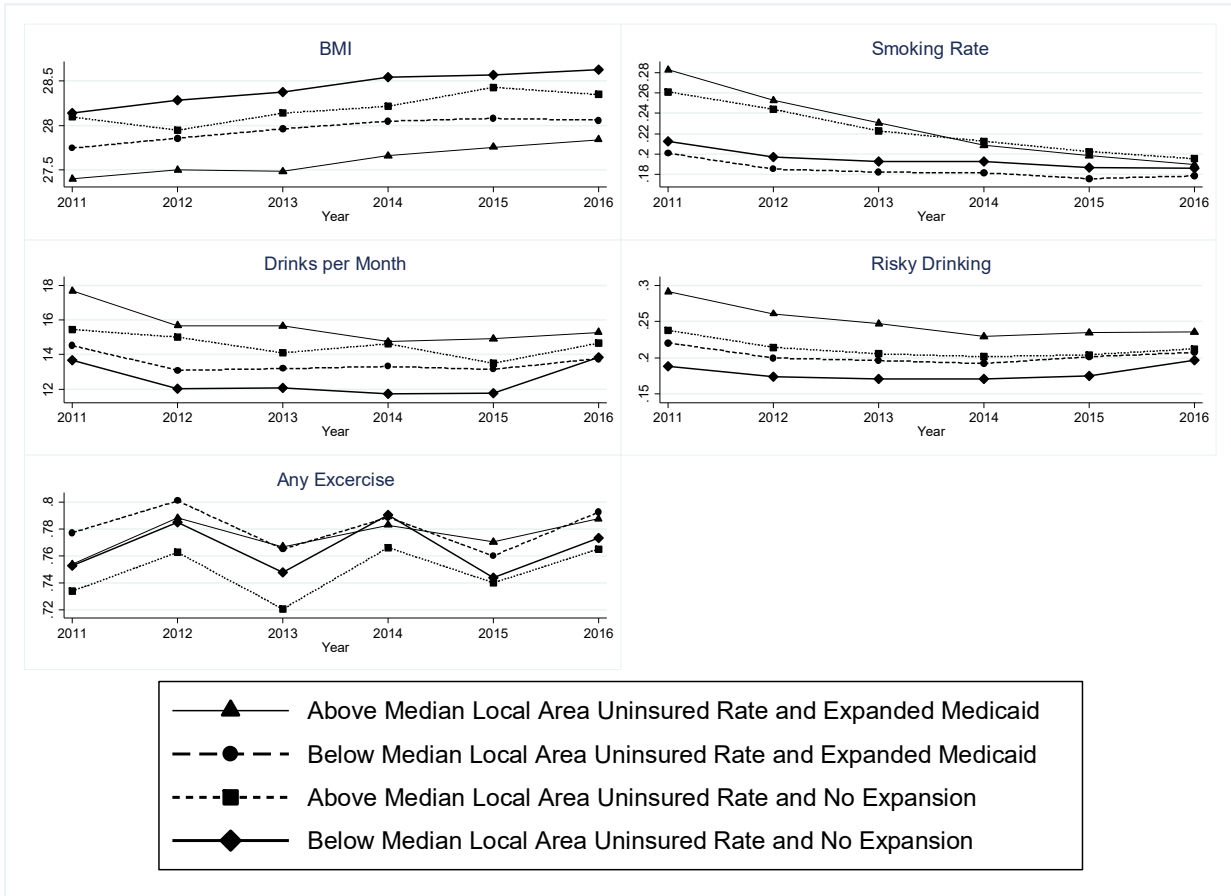 BMI
28.5
28
27.5
2011 2012 2013 2014 2015 2016
Year
Smoking Rate
.28
.26
.24
.22
.2
.18
2011 2012 2013 2014 2015 2016
Year
Drinks per Month
18
16
14
12
2011 2012 2013 2014 2015 2016
Year
Risky Drinking
.3
.25
.2
.15
2011 2012 2013 2014 2015 2016
Year
Any Excercise
.8
.78
.76
.74
.72
2011 2012 2013 2014 2015 2016
Year
Above Median Local Area Uninsured Rate and Expanded Medicaid
Below Median Local Area Uninsured Rate and Expanded Medicaid
Above Median Local Area Uninsured Rate and No Expansion
Below Median Local Area Uninsured Rate and No Expansion